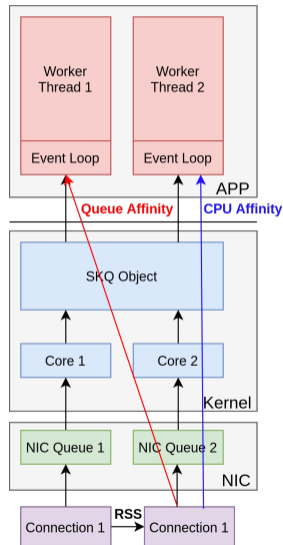 Worker
Thread 1
Worker
Thread 2
Event Loop
Event Loop
APP
Queue Affinity
CPU Affinity
SKQ Object
Core 1
Core 2
Kernel
NIC Queue 1
NIC Queue 2
NIC
RSS
Connection 1
Connection 1